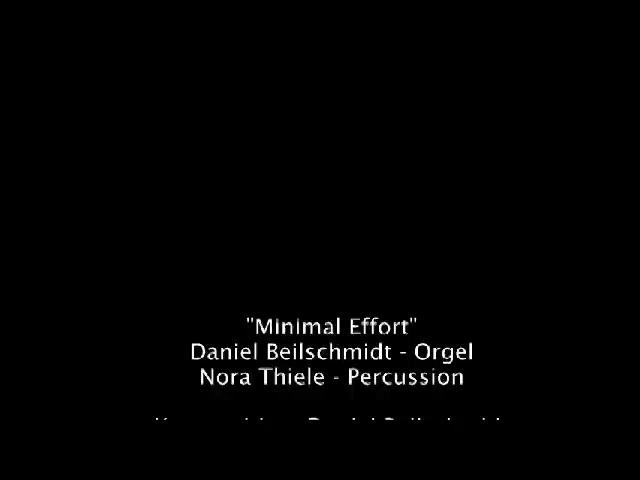 "Minimal Effort"
Daniel Beilschmidt - Orgel
Nora Thiele - Percussion